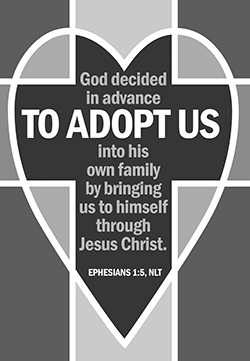 God decided
in advance
TO ADOPT US
into his
own family
by bringing
us to himself
through
Jesus Christ.
EPHESIANS 1:5, NLT